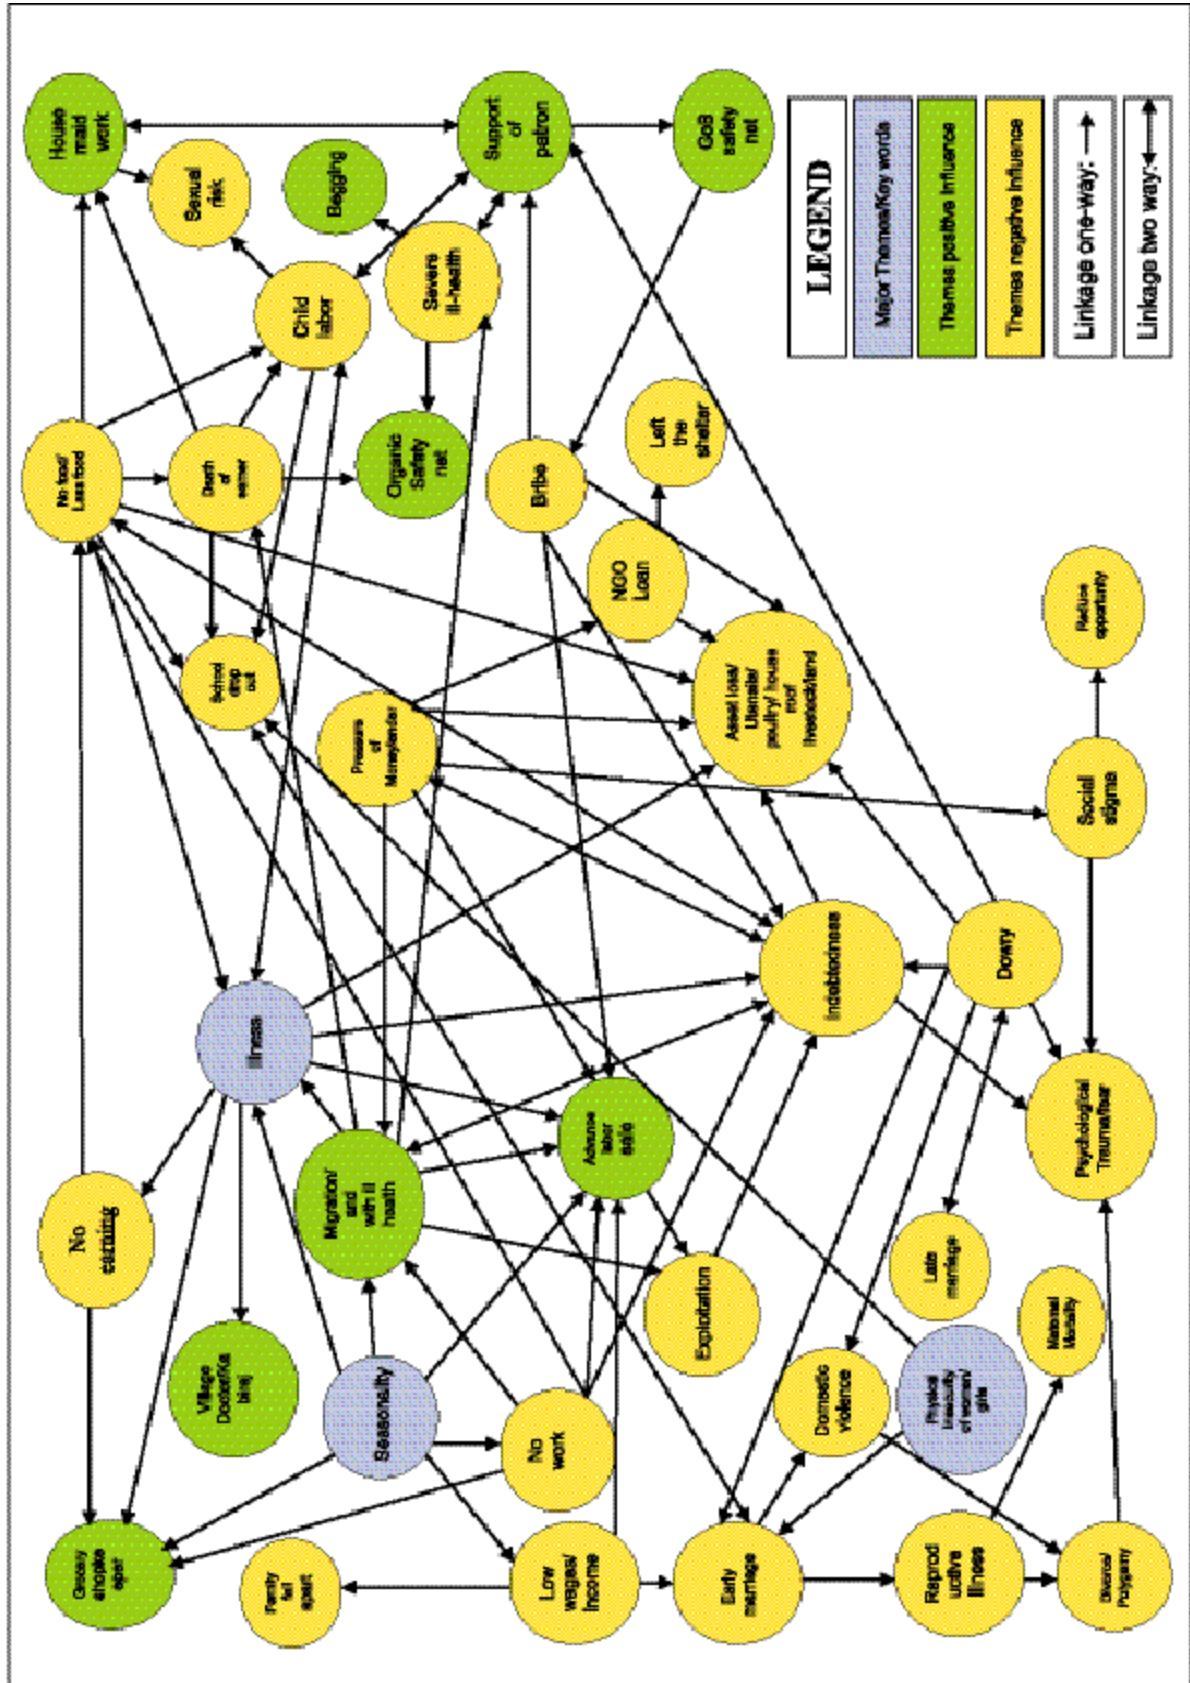 Grocery
shopke
No
earning
No food/
Less food
House
maid
work
Family
fall
apart
Village
Illness
School
drop
out
Death
of
earner
Sexual
risk
Seasonality
Migration/
and
with ill
health
Pressure
of
Moneylender
Child
labor
Begging
Organic
Safety
net
Severe
ill-health
Low
wages/
Income
No
work
Advance
labor
sale
Bribe
Support
of
patron
Early
marriage
Exploitation
NGO
Loan
Left
the
shelter
GoB
safety
net
Domestic
violence
Indebtedness
Asset loss/
Utensils/
poultry/ house
roof
livestock/land
Reprod
uctive
Illness
Physical
Insecurity
of women/
girls
Late
marriage
Dowry
Divorce/
Polygamy
Maternal
Mortality
Psychological
Trauma/fear
Social
stigma
Reduce
opportunity
LEGEND
Major Themes/Key words
Themes positive influence
Themes negative influence
Linkage one way:
Linkage two way: